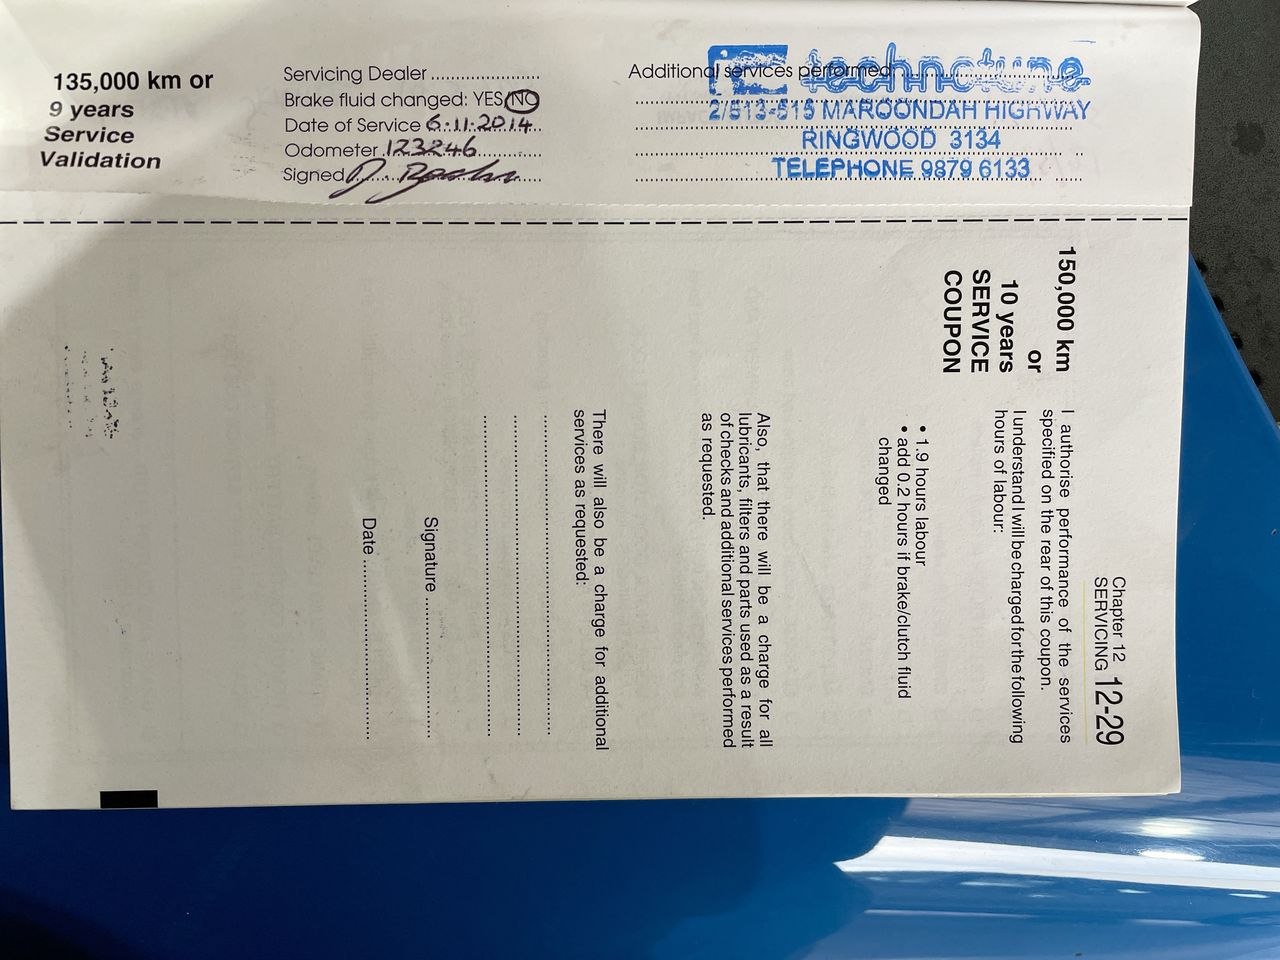 135,000 km or
9 years
Service
Validation
Servicing Dealer
Brake fluid changed: YES/NO
Date of Service 6.11.2014
Odometer 123246
Signed
Additional services performed
technotune
2/513-515 MAROONDAH HIGHWAY
RINGWOOD 3134
TELEPHONE 9879 6133
Chapter 12
SERVICING 12-29
150,000 km
or
10 years
SERVICE
COUPON
I authorise performance of the services
specified on the rear of this coupon.
I understand I will be charged for the following
hours of labour:
• 1.9 hours labour
• add 0.2 hours if brake/clutch fluid
changed
Also, that there will be a charge for all
lubricants, filters and parts used as a result
of checks and additional services performed
as requested.
There will also be a charge for additional
services as requested:
Signature
Date